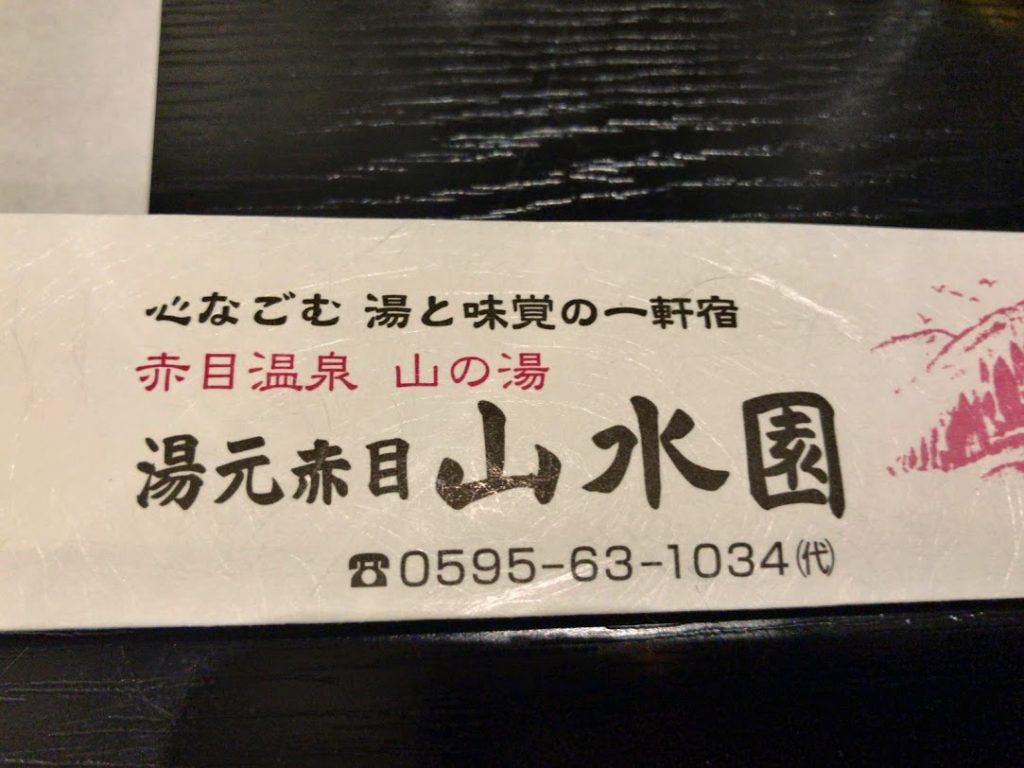 心なごむ 湯と味覚の一軒宿
赤目温泉 山の湯
湯元赤目 山水園
☎0595-63-1034㈹